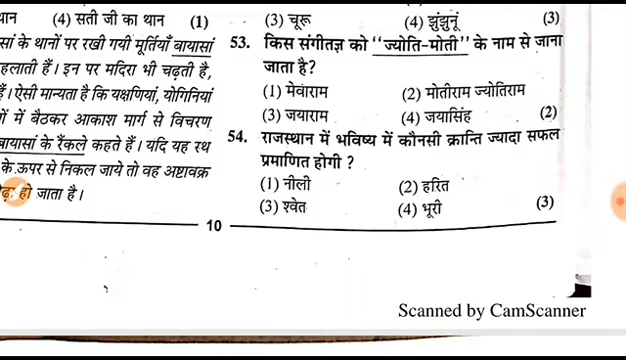 थान (4) सती जी का थान (1)
सां के थानों पर रखी गयी मूर्तियाँ बायासां
हलाती हैं। इन पर मदिरा भी चढ़ती है,
हैं। ऐसी मान्यता है कि यक्षणियां, योगिनियां
में बैठकर आकाश मार्ग से विचरण
बायासां के रैंकले कहते हैं। यदि यह रथ
के ऊपर से निकल जाये तो वह अष्टावक्र
हो जाता है।
(3) चूरू (4) झुंझुनूं (3)
53. किस संगीतज्ञ को ‘‘ज्योति-मोती’’ के नाम से जाना
जाता है?
(1) मेवाराम (2) मोतीराम ज्योतिराम
(3) जयाराम (4) जयासिंह (2)
54. राजस्थान में भविष्य में कौनसी क्रान्ति ज्यादा सफल
प्रमाणित होगी ?
(1) नीली (2) हरित
(3) श्वेत (4) भूरी (3)
10
Scanned by CamScanner